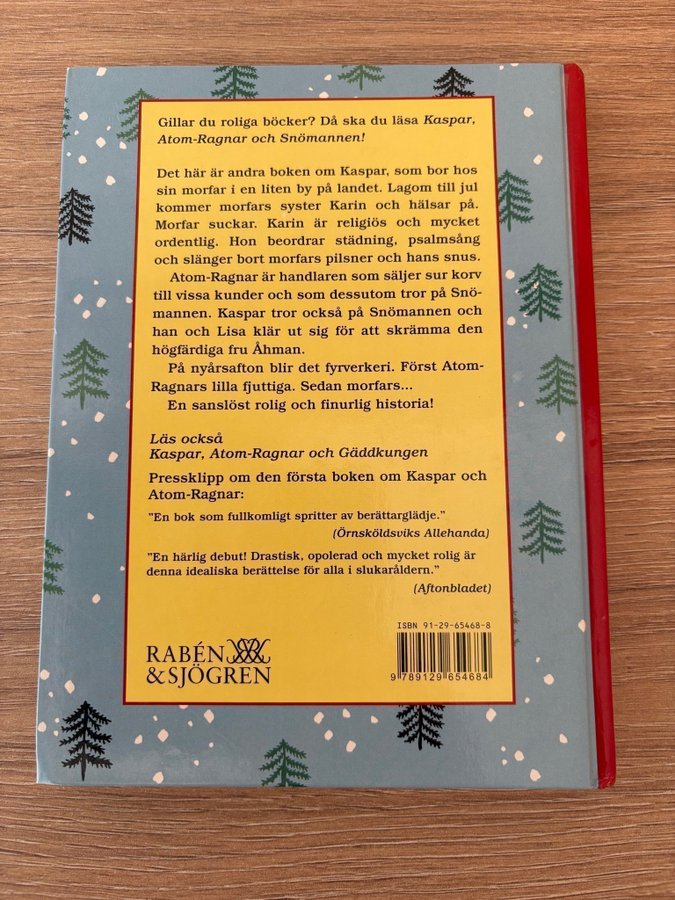 Gillar du roliga böcker? Då ska du läsa Kaspar,
Atom-Ragnar och Snömannen!
Det här är andra boken om Kaspar, som bor hos
sin morfar i en liten by på landet. Lagom till jul
kommer morfars syster Karin och hälsar på.
Morfar suckar. Karin är religiös och mycket
ordentlig. Hon beordrar städning, psalmsång
och slänger bort morfars pilsner och hans snus.
Atom-Ragnar är handlaren som säljer sur korv
till vissa kunder och som dessutom tror på Snö-
mannen. Kaspar tror också på Snömannen och
han och Lisa klär ut sig för att skrämma den
högfärdiga fru Åhman.
På nyårsafton blir det fyrverkeri. Först Atom-
Ragnars lilla fjuttiga. Sedan morfars...
En sanslöst rolig och finurlig historia!
Läs också
Kaspar, Atom-Ragnar och Gäddkungen
Pressklipp om den första boken om Kaspar och
Atom-Ragnar:
"En bok som fullkomligt spritter av berättarglädje."
(Örnsköldsviks Allehanda)
"En härlig debut! Drastisk, opolerad och mycket rolig är
denna idealiska berättelse för alla i slukaråldern."
(Aftonbladet)
ISBN 91-29-65468-8
9 789129 654684
RABÉN
&SJÖGREN